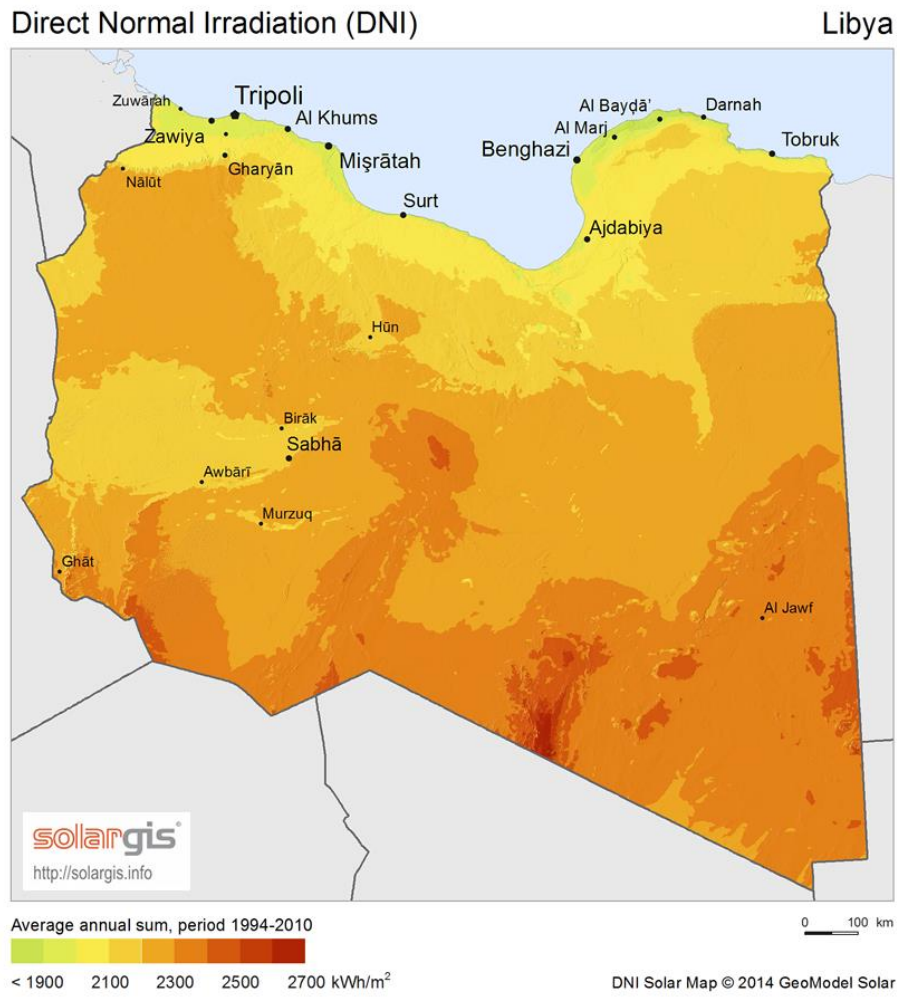 Direct Normal Irradiation (DNI) Libya
Zuwārah
Tripoli
Al Khums
Zawiya
Mişrātah
Gharyān
Nālūt
Surt
Al Bayḑā’
Darnah
Al Marj
Benghazi
Tobruk
Ajdabiya
Hūn
Birāk
Sabhā
Awbārī
Murzuq
Ghāt
Al Jawf
solargis®
http://solargis.info
Average annual sum, period 1994-2010
0 100 km
< 1900 2100 2300 2500 2700 kWh/m²
DNI Solar Map © 2014 GeoModel Solar